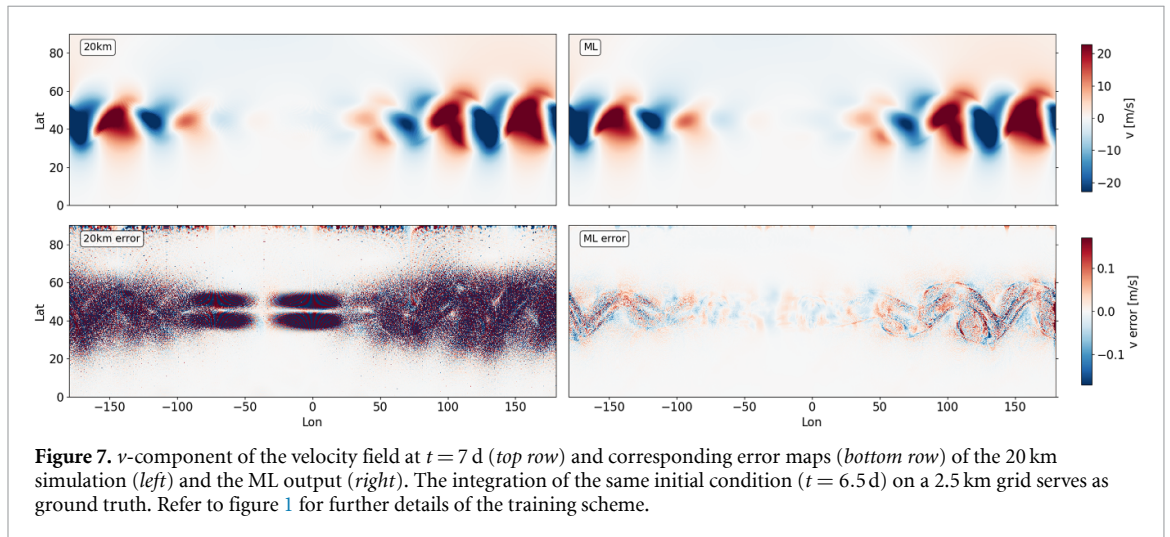 20km
ML
80
60
40
20
0
Lat
20
10
0
−10
−20
v [m/s]
20km error
ML error
80
60
40
20
0
Lat
0.1
0.0
−0.1
v error [m/s]
−150 −100 −50 0 50 100 150
−150 −100 −50 0 50 100 150
Lon
Lon
Figure 7. v-component of the velocity field at t = 7 d (top row) and corresponding error maps (bottom row) of the 20 km
simulation (left) and the ML output (right). The integration of the same initial condition (t = 6.5 d) on a 2.5 km grid serves as
ground truth. Refer to figure 1 for further details of the training scheme.